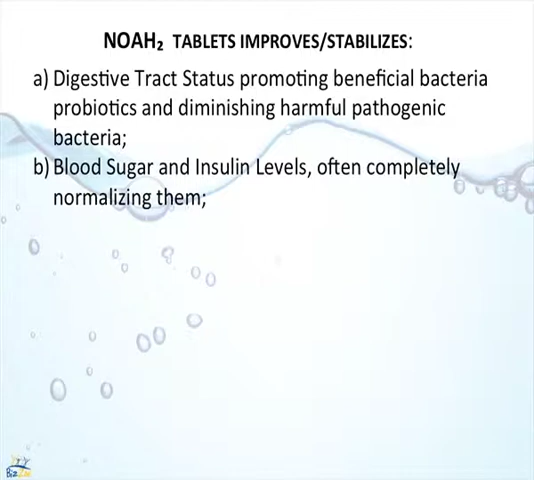 NOAH₂ TABLETS IMPROVES/STABILIZES:
a) Digestive Tract Status promoting beneficial bacteria
probiotics and diminishing harmful pathogenic
bacteria;
b) Blood Sugar and Insulin Levels, often completely
normalizing them;